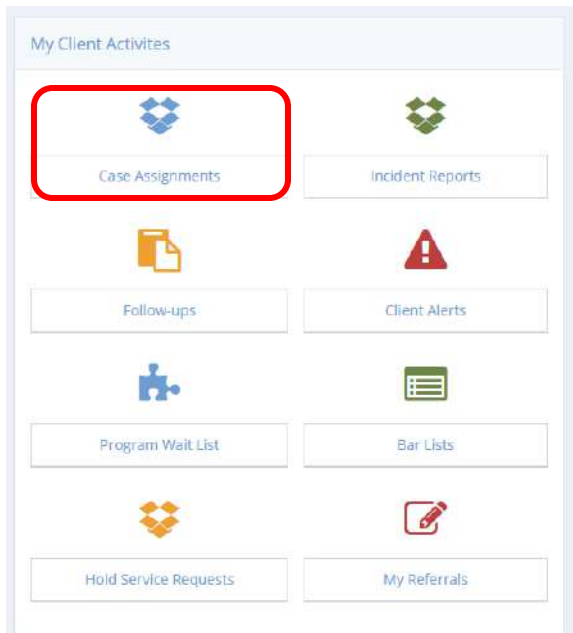 My Client Activites
Case Assignments
Incident Reports
Follow-ups
Client Alerts
Program Wait List
Bar Lists
Hold Service Requests
My Referrals